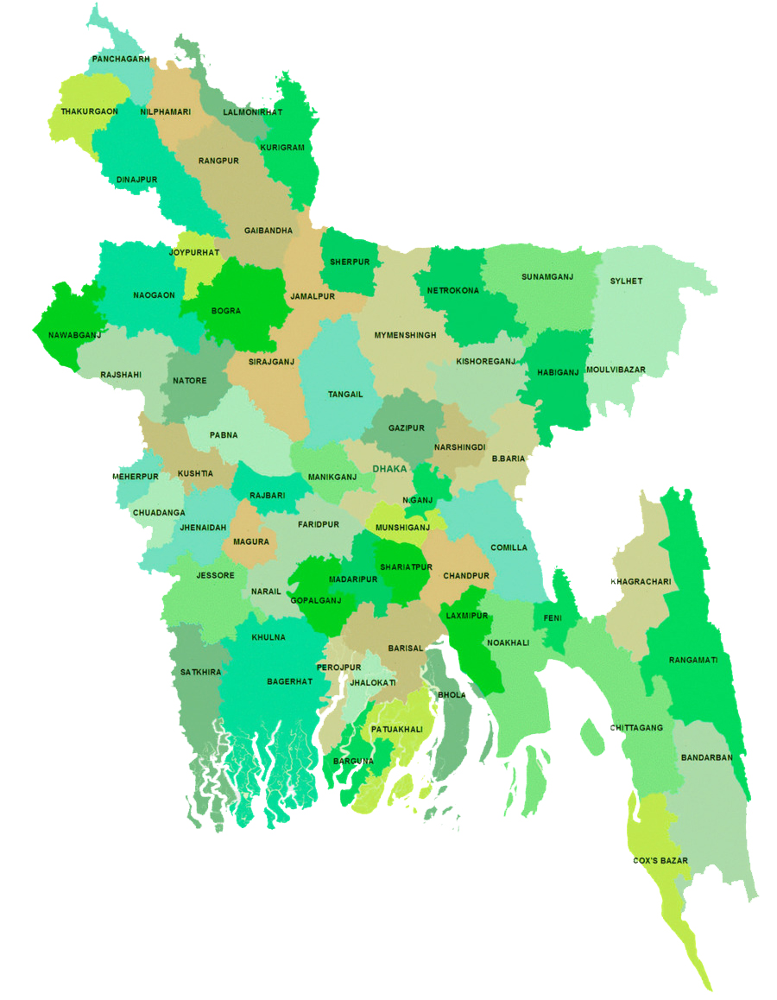 PANCHAGARH
THAKURGAON
NILPHAMARI
LALMONIRHAT
KURIGRAM
RANGPUR
DINAJPUR
GAIBANDHA
JOYPURHAT
SHERPUR
SUNAMGANJ
SYLHET
NETROKONA
NAOGAON
JAMALPUR
BOGRA
NAWABGANJ
MYMENSHINGH
SIRAJGANJ
KISHOREGANJ
RAJSHAHI
NATORE
HABIGANJ
MOULVIBAZAR
TANGAIL
GAZIPUR
PABNA
NARSHINGDI
B.BARIA
DHAKA
MEHERPUR
KUSHTIA
MANIKGANJ
RAJBARI
N.GANJ
CHUADANGA
JHENAIDAH
FARIDPUR
MUNSHIGANJ
MAGURA
COMILLA
JESSORE
SHARIATPUR
MADARIPUR
CHANDPUR
KHAGRACHARI
NARAIL
GOPALGANJ
LAXMIPUR
FENI
KHULNA
NOAKHALI
BARISAL
RANGAMATI
SATKHIRA
PEROJPUR
BAGERHAT
JHALOKATI
BHOLA
PATUAKHALI
CHITTAGANG
BARGUNA
BANDARBAN
COX'S BAZAR